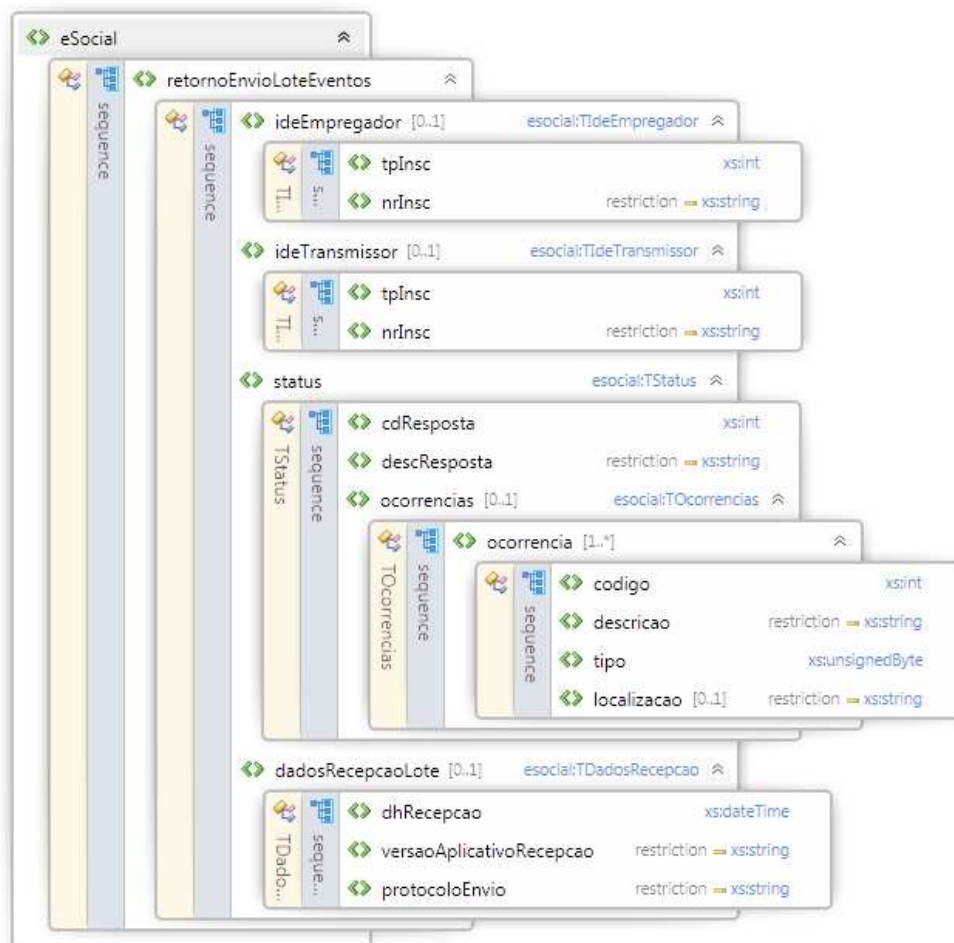 eSocial
sequence
retornoEnvioLoteEventos
sequence
ideEmpregador [0..1] esocial:TIdeEmpregador
TI... s... tpInsc xs:int
nrInsc restriction xs:string
ideTransmissor [0..1] esocial:TIdeTransmissor
TI... s... tpInsc xs:int
nrInsc restriction xs:string
status esocial:TStatus
TStatus sequence cdResposta xs:int
descResposta restriction xs:string
ocorrencias [0..1] esocial:TOcorrencias
TOcorrencias sequence ocorrencia [1..*]
sequence codigo xs:int
descricao restriction xs:string
tipo xs:unsignedByte
localizacao [0..1] restriction xs:string
dadosRecepcaoLote [0..1] esocial:TDadosRecepcao
TDado... seque... dhRecepcao xs:dateTime
versaoAplicativoRecepcao restriction xs:string
protocoloEnvio restriction xs:string